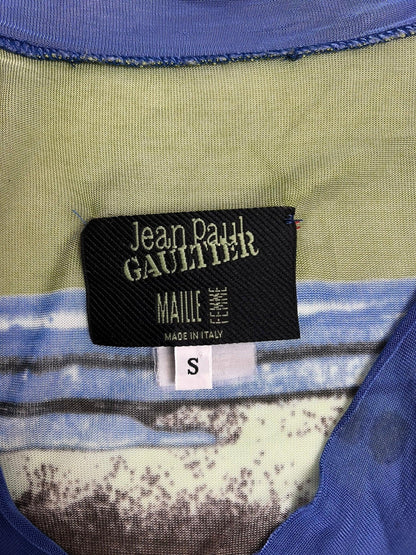 Jean Paul
GAULTIER
MAILLE FEMME
MADE IN ITALY
S